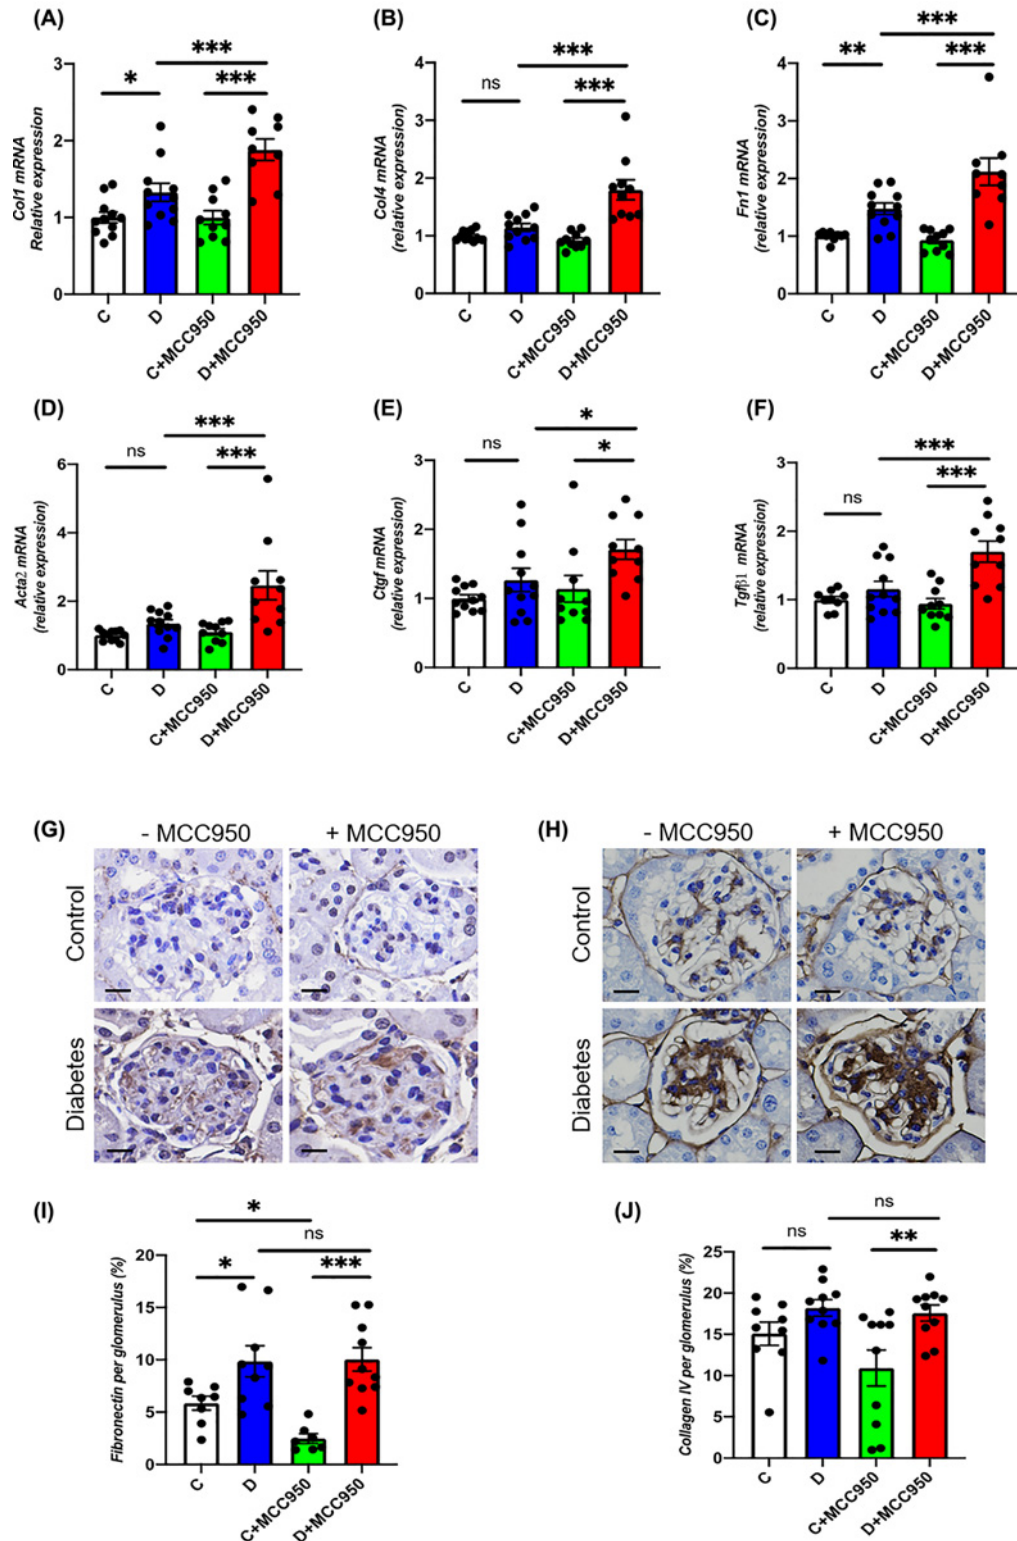 (A)
*
***
***
Col1 mRNA
Relative expression)
3
2
1
0
C
D
C+MCC950
D+MCC950
(B)
ns
***
***
Col4 mRNA
(relative expression)
4
3
2
1
0
C
D
C+MCC950
D+MCC950
(C)
**
***
***
Fn1 mRNA
(relative expression)
4
3
2
1
0
C
D
C+MCC950
D+MCC950
(D)
ns
***
***
Acta2 mRNA
(relative expression)
6
4
2
0
C
D
C+MCC950
D+MCC950
(E)
ns
*
*
Ctgf mRNA
(relative expression)
3
2
1
0
C
D
C+MCC950
D+MCC950
(F)
ns
***
***
Tgfβ1 mRNA
(relative expression)
3
2
1
0
C
D
C+MCC950
D+MCC950
(G)
- MCC950
+ MCC950
Control
Diabetes
(H)
- MCC950
+ MCC950
Control
Diabetes
(I)
*
ns
*
***
Fibronectin per glomerulus (%)
20
15
10
5
0
C
D
C+MCC950
D+MCC950
(J)
ns
ns
**
Collagen IV per glomerulus (%)
25
20
15
10
5
0
C
D
C+MCC950
D+MCC950